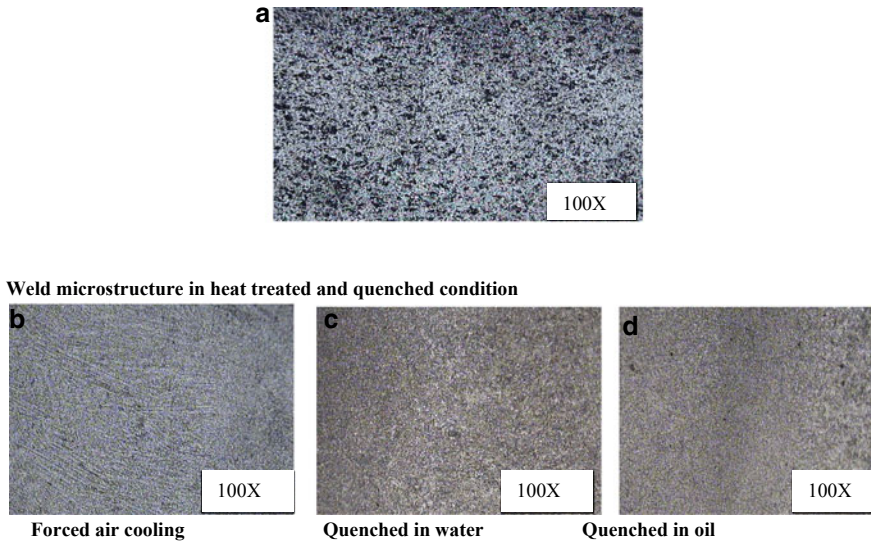 a
100X
Weld microstructure in heat treated and quenched condition
b c d
100X 100X 100X
Forced air cooling Quenched in water Quenched in oil